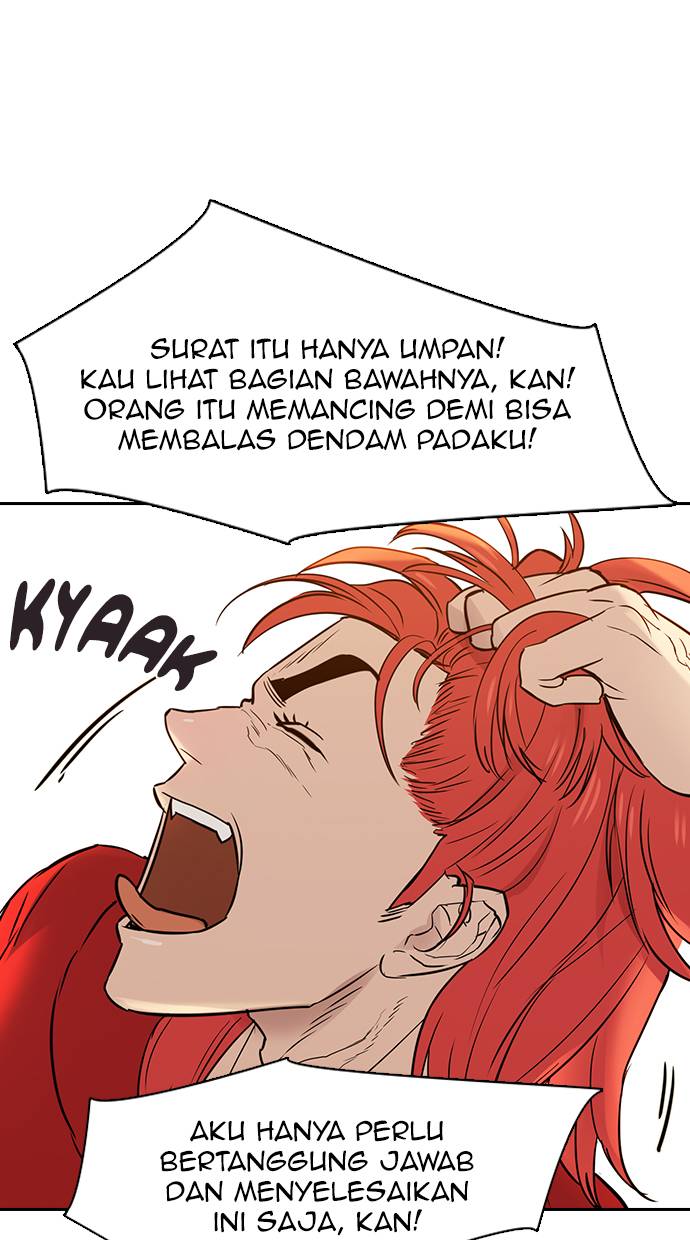 SURAT ITU HANYA UMPAN!
KAU LIHAT BAGIAN BAWAHNYA, KAN!
ORANG ITU MEMANCING DEMI BISA
MEMBALAS DENDAM PADAKU!
KYAAK
AKU HANYA PERLU
BERTANGGUNG JAWAB
DAN MENYELESAIKAN
INI SAJA, KAN!